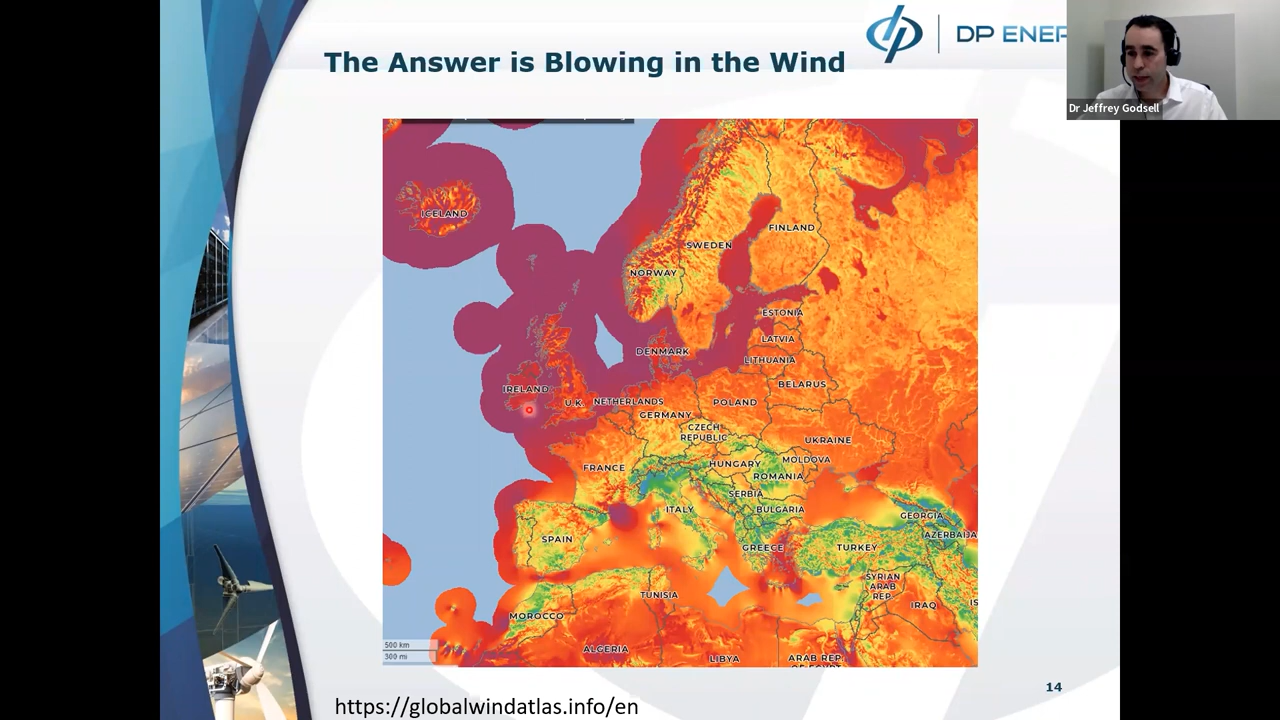 The Answer is Blowing in the Wind
DP ENER
Dr Jeffrey Godsell
ICELAND
FINLAND
SWEDEN
NORWAY
ESTONIA
LATVIA
DENMARK
LITHUANIA
BELARUS
IRELAND
U.K.
NETHERLANDS
POLAND
GERMANY
CZECH
REPUBLIC
UKRAINE
MOLDOVA
FRANCE
HUNGARY
ROMANIA
SERBIA
ITALY
BULGARIA
GEORGIA
AZERBAIJA
SPAIN
GREECE
TURKEY
SYRIAN
ARAB
REP.
TUNISIA
IRAQ
IS
MOROCCO
500 km
300 mi
ALGERIA
LIBYA
ARAB REP.
OF EGYPT
14
https://globalwindatlas.info/en